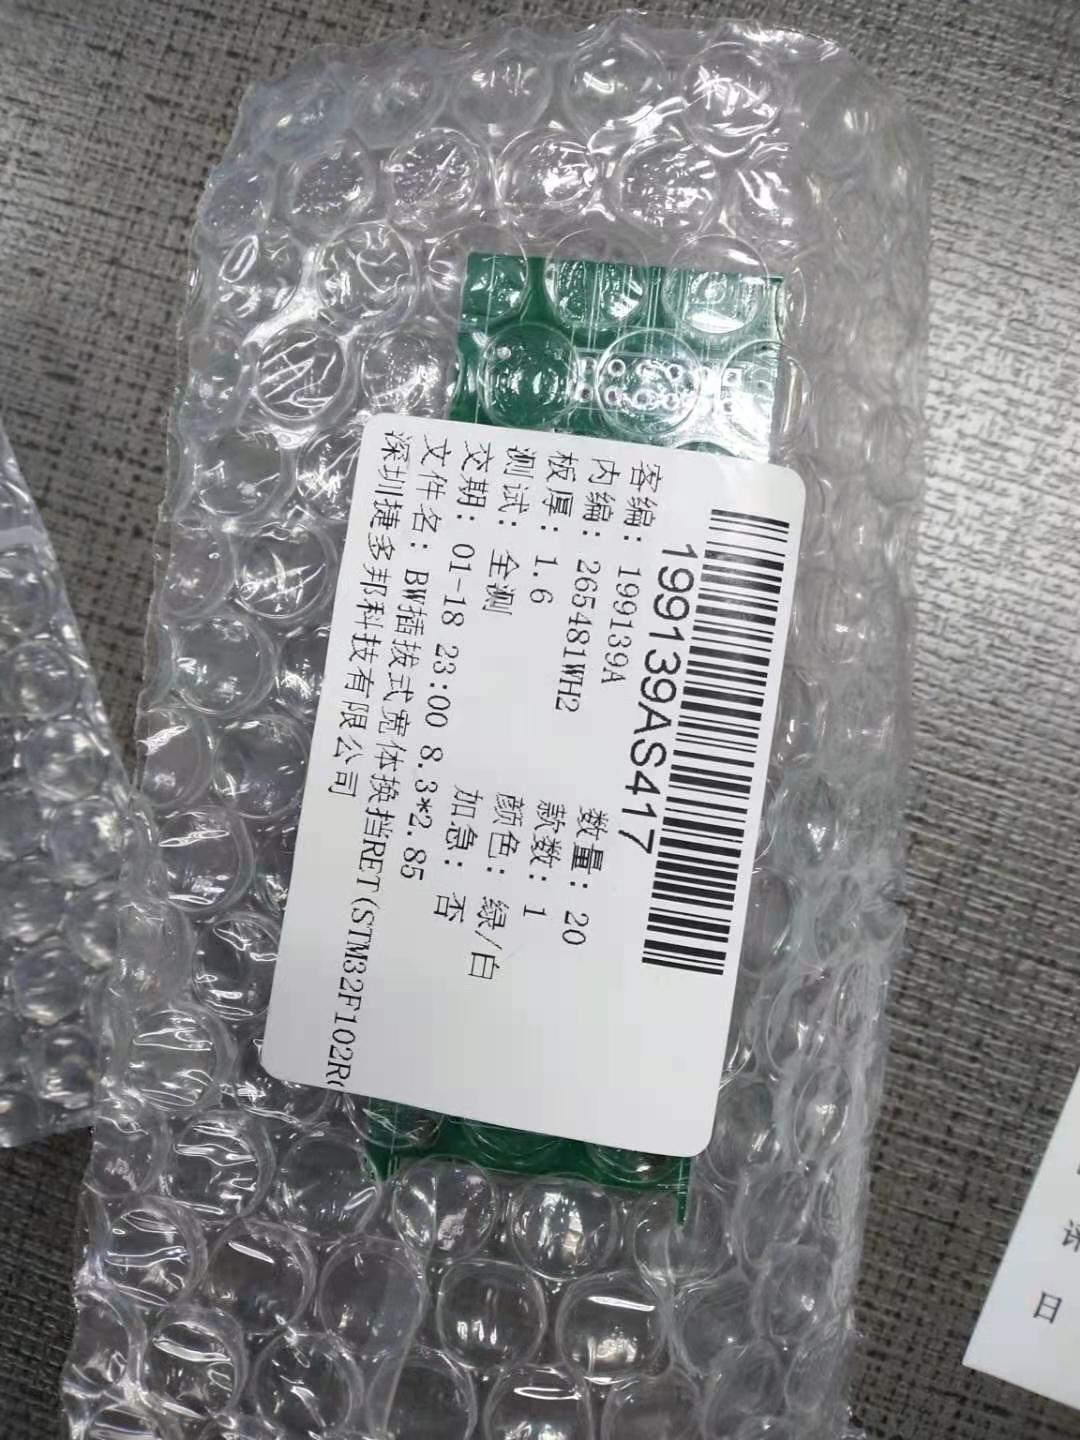 199139AS417
客编: 199139A
内编: 265481WH2 数量: 20
板厚: 1.6 款数: 1
测试: 全测 颜色: 绿/白
交期: 01-18 23:00 8.3*2.85 加急: 否
文件名: BW插拔式宽体换挡RET(STM32F102R
深圳捷多邦科技有限公司
日